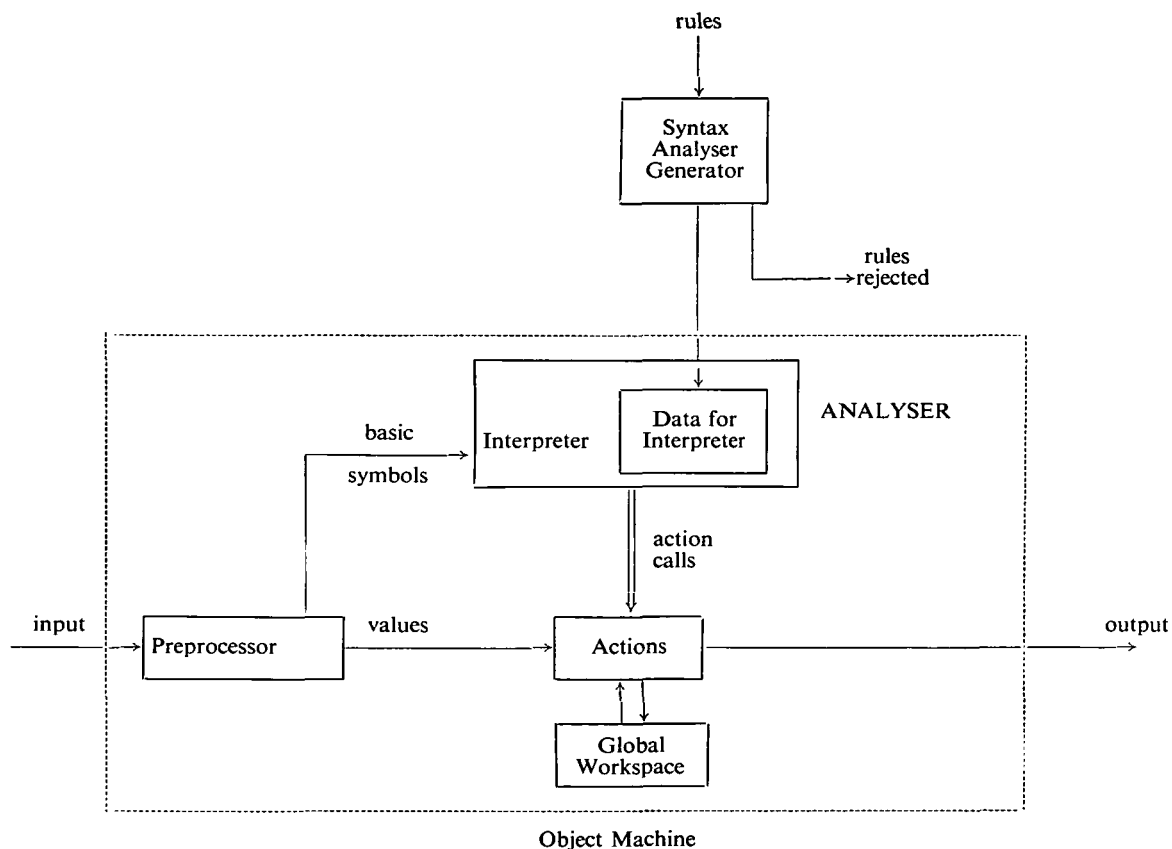 rules
Syntax
Analyser
Generator
rules
rejected
ANALYSER
Data for
Interpreter
Interpreter
basic
symbols
action
calls
input
Preprocessor
values
Actions
output
Global
Workspace
Object Machine